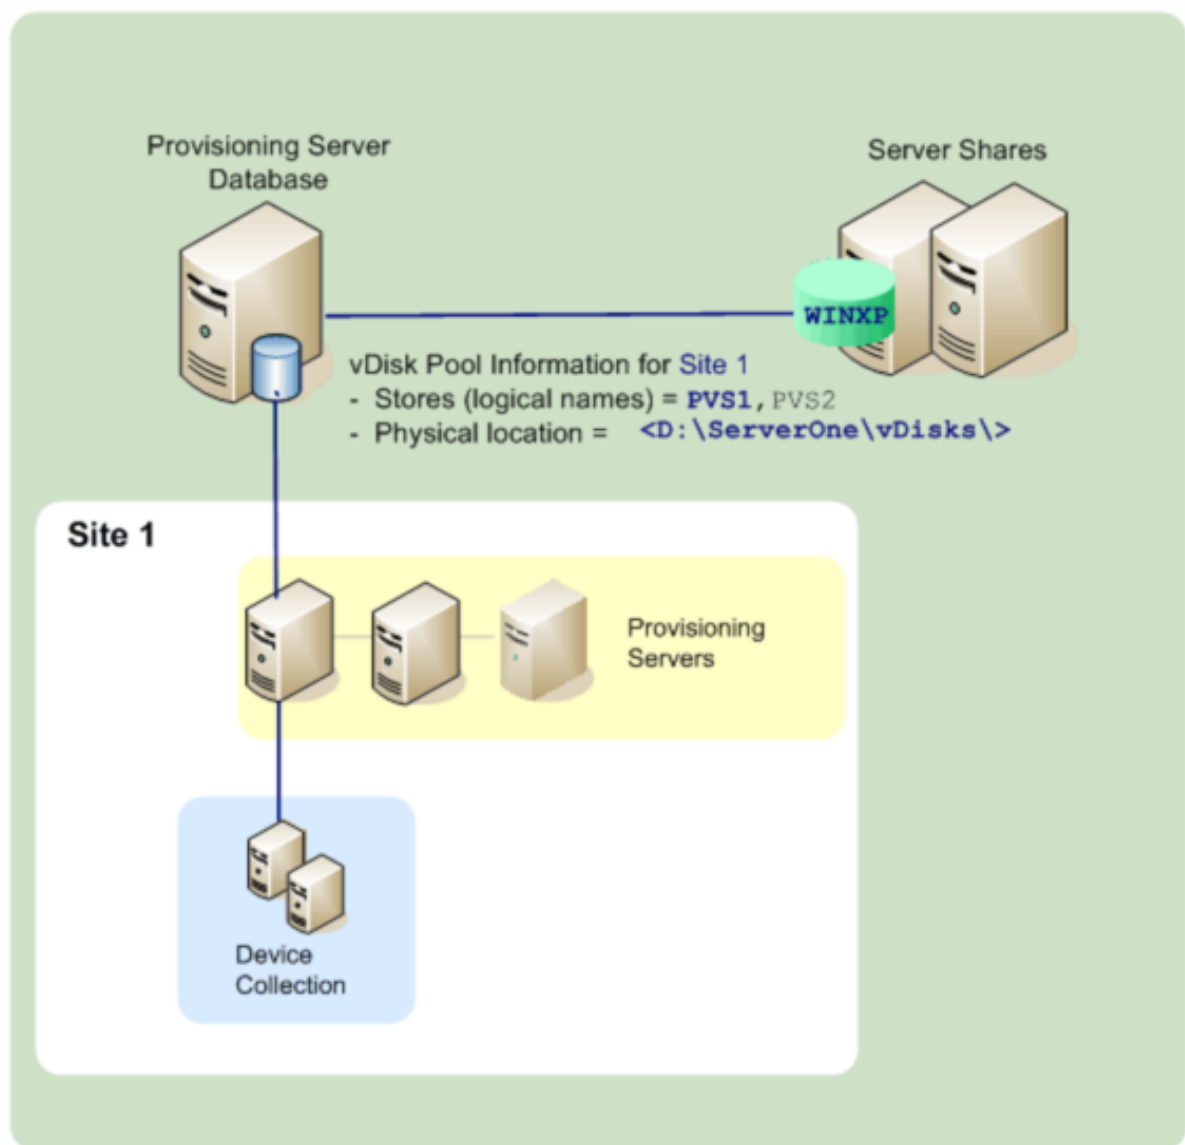 Provisioning Server
Database
Server Shares
WINXP
vDisk Pool Information for Site 1
- Stores (logical names) = PVS1, PVS2
- Physical location = <D:\ServerOne\vDisks\>
Site 1
Provisioning
Servers
Device
Collection